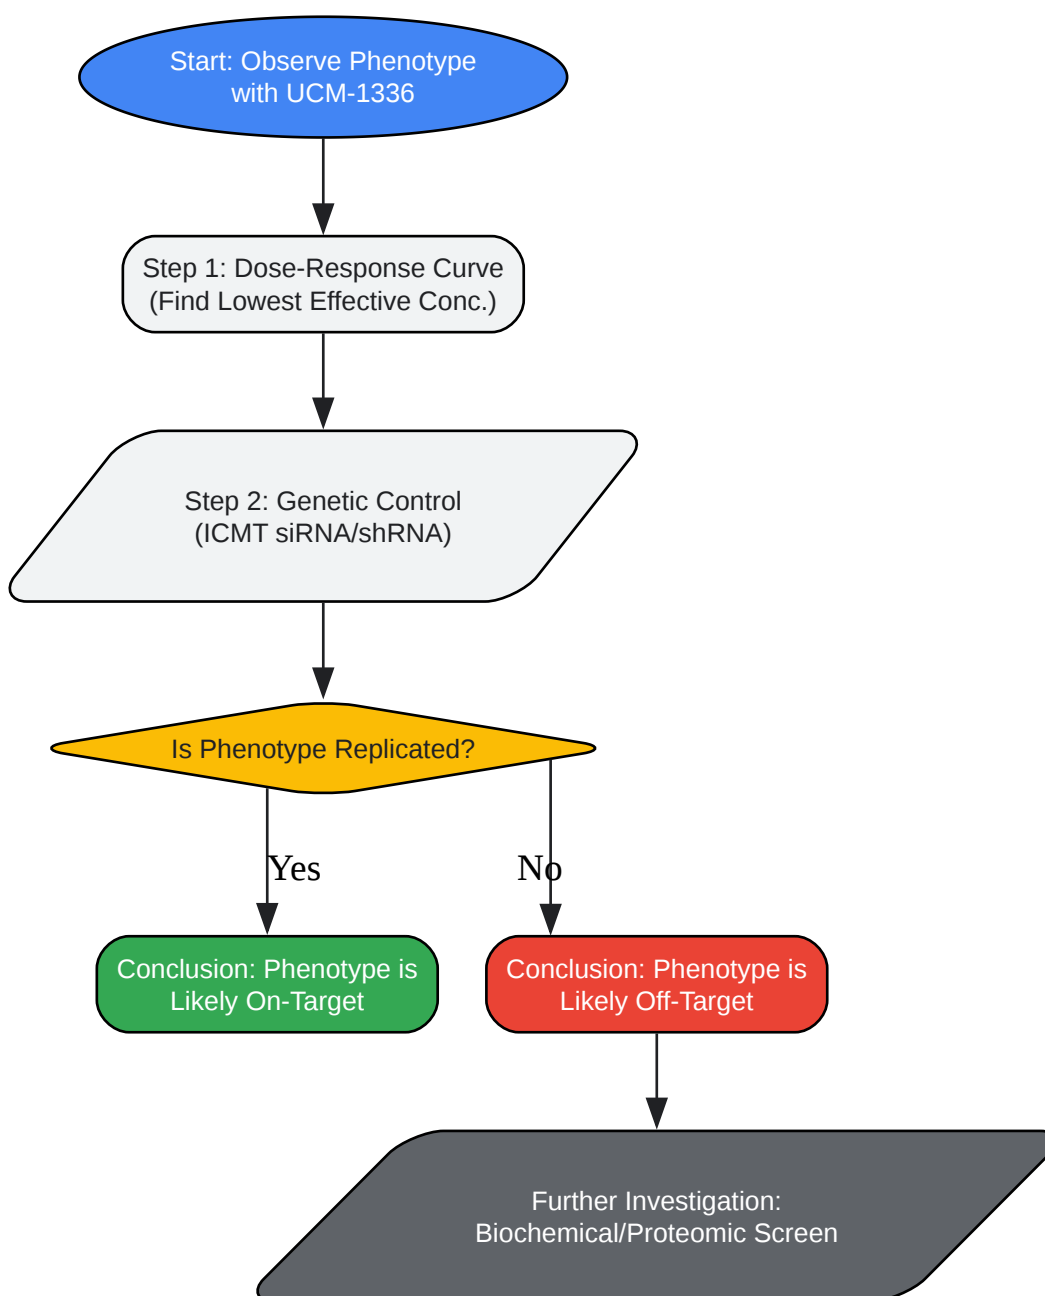 Start: Observe Phenotype
with UCM-1336
Step 1: Dose-Response Curve
(Find Lowest Effective Conc.)
Step 2: Genetic Control
(ICMT siRNA/shRNA)
Is Phenotype Replicated?
Yes
No
Conclusion: Phenotype is
Likely On-Target
Conclusion: Phenotype is
Likely Off-Target
Further Investigation:
Biochemical/Proteomic Screen